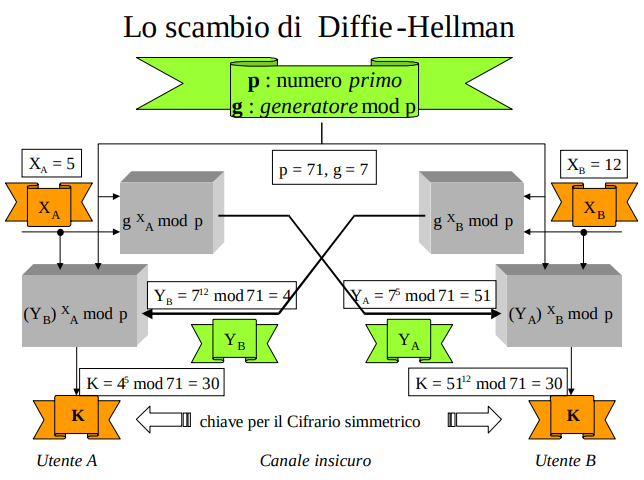 Lo scambio di Diffie-Hellman
p : numero primo
g : generatore mod p
X_A = 5
p = 71, g = 7
X_B = 12
X_A
g ^X_A mod p
g ^X_B mod p
X_B
(Y_B) ^X_A mod p
Y_B = 7^12 mod 71 = 4
Y_A = 7^5 mod 71 = 51
(Y_A) ^X_B mod p
Y_B
Y_A
K = 4^5 mod 71 = 30
K = 51^12 mod 71 = 30
K
chiave per il Cifrario simmetrico
K
Utente A
Canale insicuro
Utente B